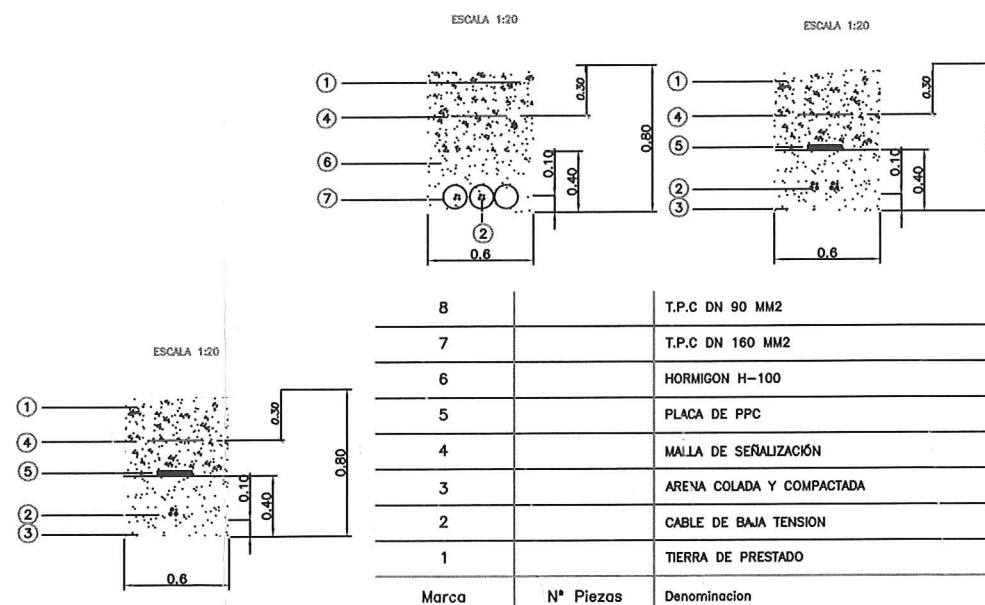 ESCALA 1:20
1
4
6
7
2
0.30
0.80
0.10
0.40
0.6
ESCALA 1:20
1
4
5
2
3
0.30
0.10
0.40
0.6
ESCALA 1:20
1
4
5
2
3
0.30
0.80
0.10
0.40
0.6
8 T.P.C DN 90 MM2
7 T.P.C DN 160 MM2
6 HORMIGON H-100
5 PLACA DE PPC
4 MALLA DE SEÑALIZACIÓN
3 ARENA COLADA Y COMPACTADA
2 CABLE DE BAJA TENSION
1 TIERRA DE PRESTADO
Marca Nª Piezas Denominacion